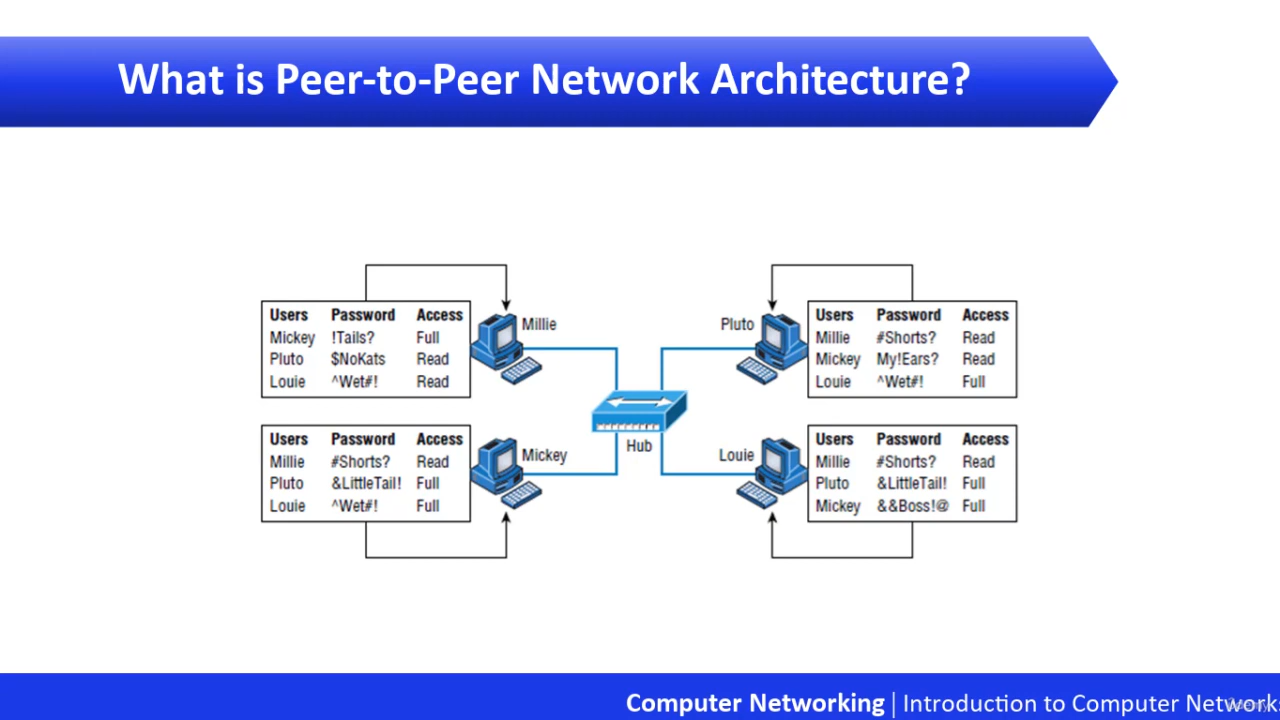 What is Peer-to-Peer Network Architecture?
Users Password Access
Mickey !Tails? Full
Pluto $NoKats Read
Louie ^Wet#! Read
Millie
Pluto
Users Password Access
Millie #Shorts? Read
Mickey My!Ears? Read
Louie ^Wet#! Full
Hub
Users Password Access
Millie #Shorts? Read
Pluto &LittleTail! Full
Louie ^Wet#! Full
Mickey
Louie
Users Password Access
Millie #Shorts? Read
Pluto &LittleTail! Full
Mickey &&Boss!@ Full
Computer Networking | Introduction to Computer Network